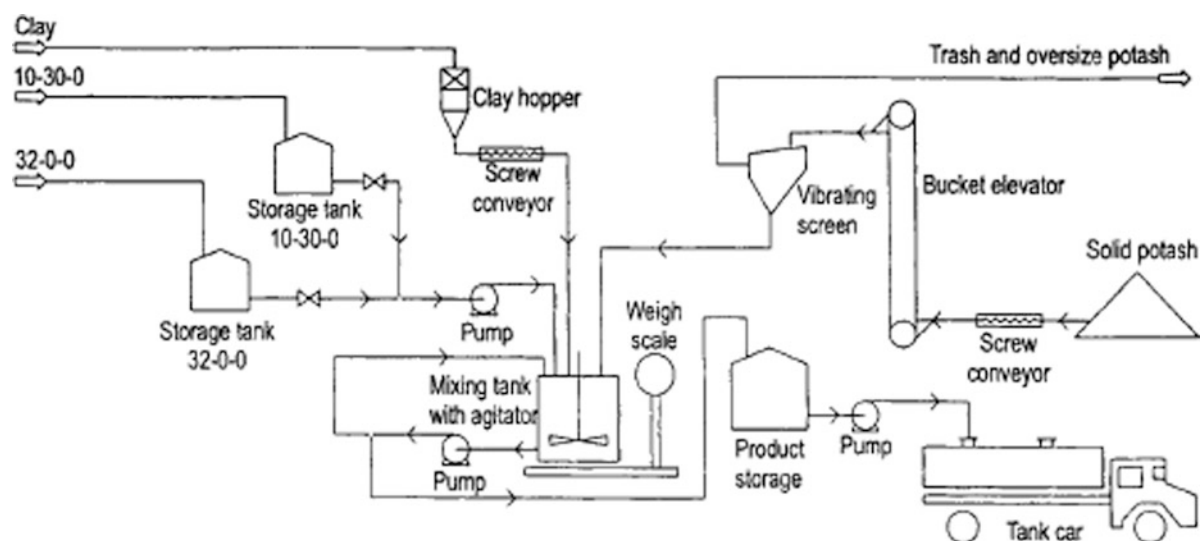 Clay
10-30-0
32-0-0
Clay hopper
Trash and oversize potash
Storage tank
10-30-0
Screw
conveyor
Vibrating
screen
Bucket elevator
Solid potash
Storage tank
32-0-0
Pump
Weigh
scale
Screw
conveyor
Mixing tank
with agitator
Pump
Product
storage
Pump
Tank car